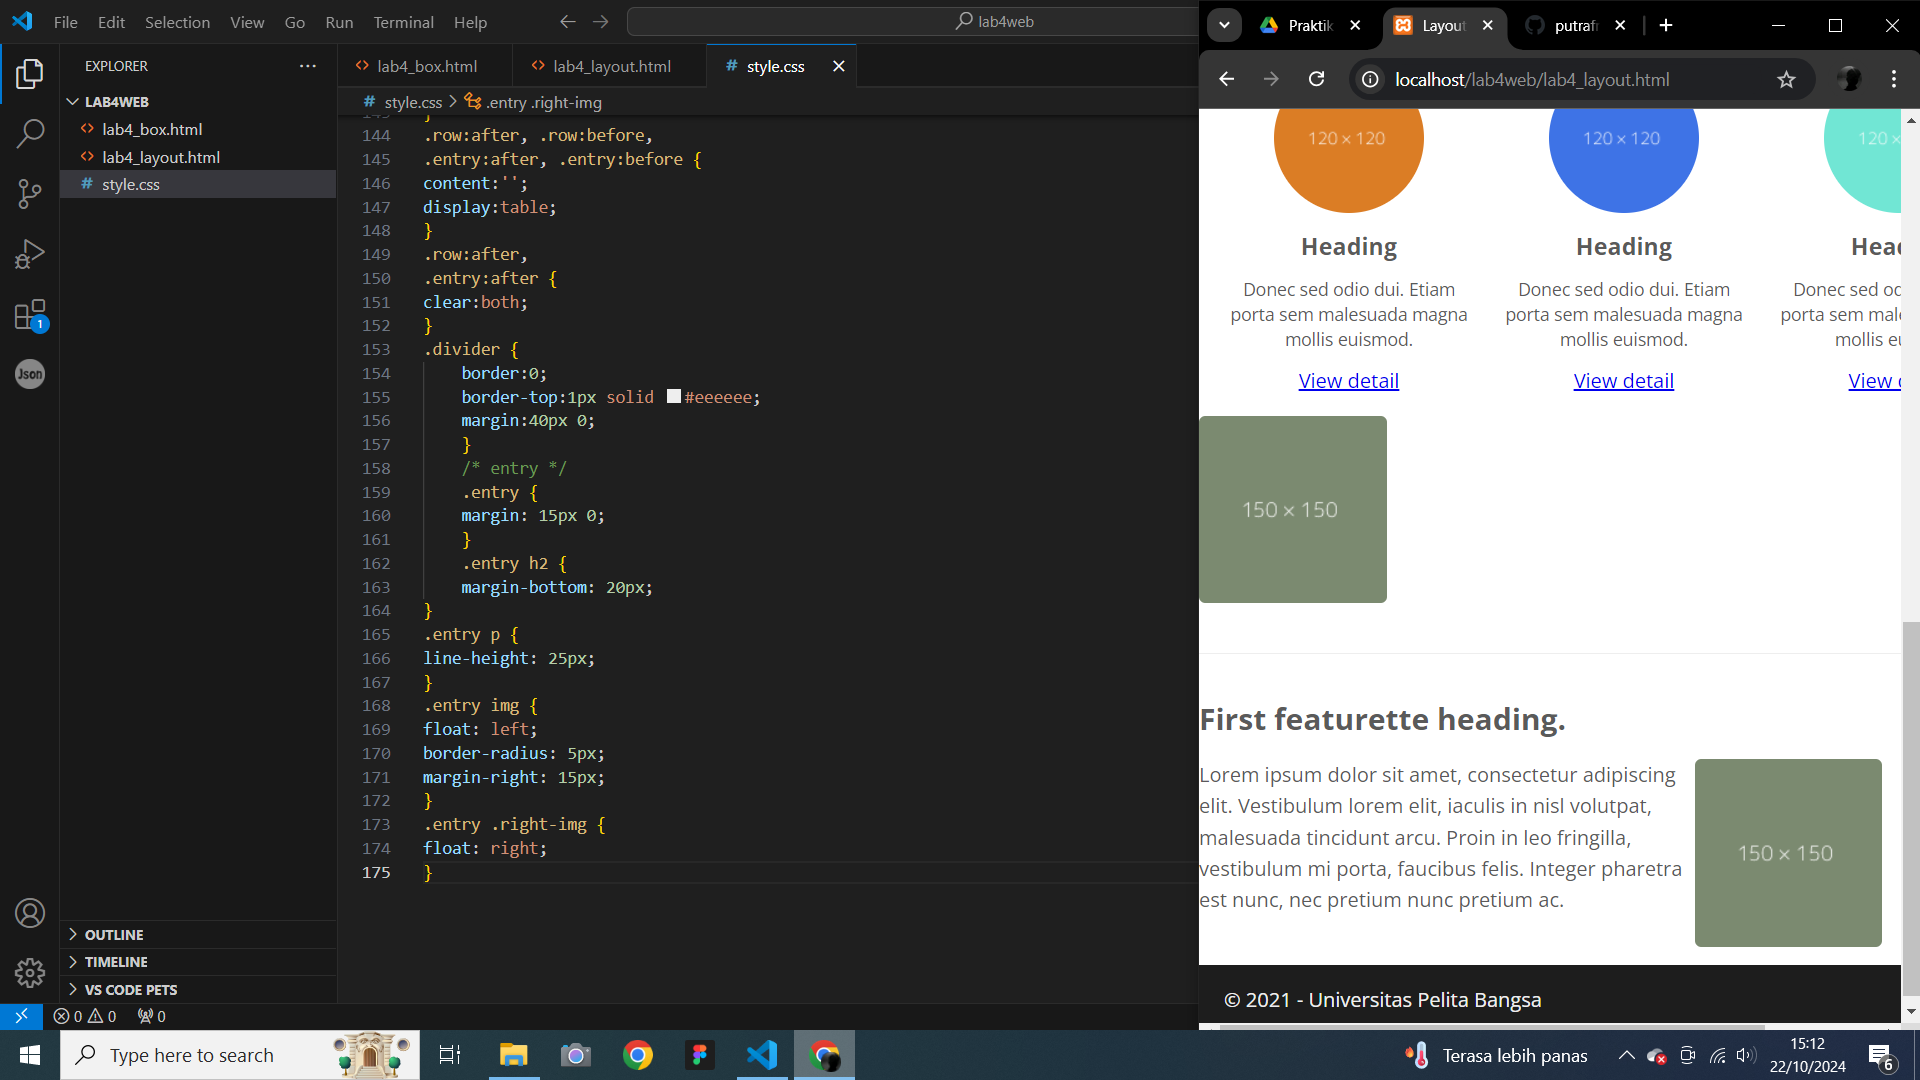 File Edit Selection View Go Run Terminal Help
lab4web
EXPLORER
LAB4WEB
lab4_box.html
lab4_layout.html
style.css
1
Json
OUTLINE
TIMELINE
VS CODE PETS
lab4_box.html
lab4_layout.html
style.css
style.css > .entry .right-img
144 .row:after, .row:before,
145 .entry:after, .entry:before {
146 content:'';
147 display:table;
148 }
149 .row:after,
150 .entry:after {
151 clear:both;
152 }
153 .divider {
154 border:0;
155 border-top:1px solid #eeeeee;
156 margin:40px 0;
157 }
158 /* entry */
159 .entry {
160 margin: 15px 0;
161 }
162 .entry h2 {
163 margin-bottom: 20px;
164 }
165 .entry p {
166 line-height: 25px;
167 }
168 .entry img {
169 float: left;
170 border-radius: 5px;
171 margin-right: 15px;
172 }
173 .entry .right-img {
174 float: right;
175 }
0 0 0
Praktik
Layout
putrafr
localhost/lab4web/lab4_layout.html
120 × 120
120 × 120
120 ×
Heading
Heading
Donec sed odio dui. Etiam
porta sem malesuada magna
mollis euismod.
Donec sed odio dui. Etiam
porta sem malesuada magna
mollis euismod.
Donec sed
porta sem
mollis
View detail
View detail
View
150 × 150
First featurette heading.
Lorem ipsum dolor sit amet, consectetur adipiscing
elit. Vestibulum lorem elit, iaculis in nisl volutpat,
malesuada tincidunt arcu. Proin in leo fringilla,
vestibulum mi porta, faucibus felis. Integer pharetra
est nunc, nec pretium nunc pretium ac.
150 × 150
© 2021 - Universitas Pelita Bangsa
Type here to search
Terasa lebih panas
15:12
22/10/2024
6